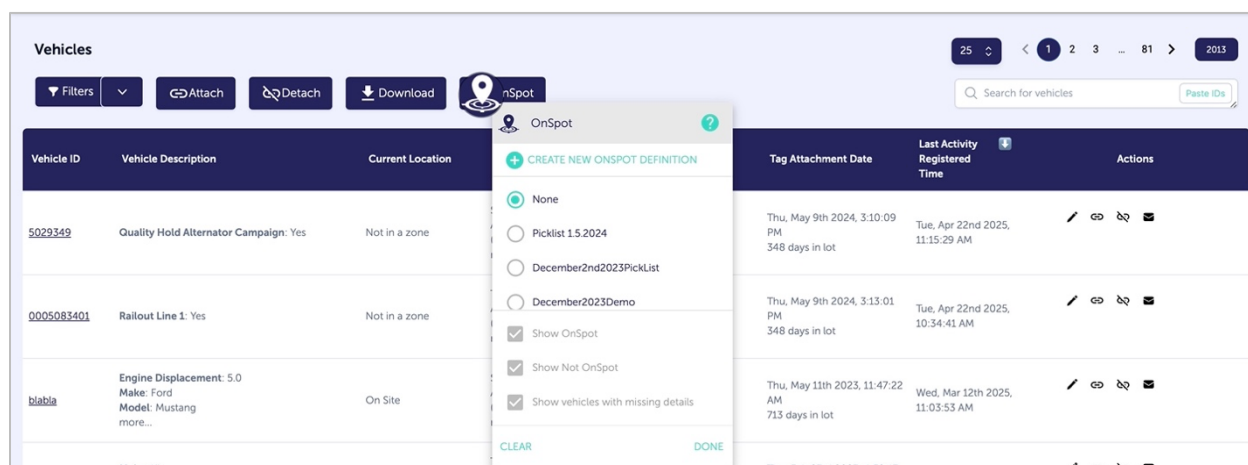 Vehicles
25
1 2 3 ... 81
2013
Filters
Attach
Detach
Download
nSpot
Search for vehicles
Paste IDs
OnSpot
?
CREATE NEW ONSPOT DEFINITION
None
Picklist 1.5.2024
December2nd2023PickList
December2023Demo
Show OnSpot
Show Not OnSpot
Show vehicles with missing details
CLEAR
DONE
Vehicle ID
Vehicle Description
Current Location
Tag Attachment Date
Last Activity
Registered
Time
Actions
5029349
Quality Hold Alternator Campaign: Yes
Not in a zone
Thu, May 9th 2024, 3:10:09
PM
348 days in lot
Tue, Apr 22nd 2025,
11:15:29 AM
0005083401
Railout Line 1: Yes
Not in a zone
Thu, May 9th 2024, 3:13:01
PM
348 days in lot
Tue, Apr 22nd 2025,
10:34:41 AM
blabla
Engine Displacement: 5.0
Make: Ford
Model: Mustang
more...
On Site
Thu, May 11th 2023, 11:47:22
AM
713 days in lot
Wed, Mar 12th 2025,
11:03:53 AM